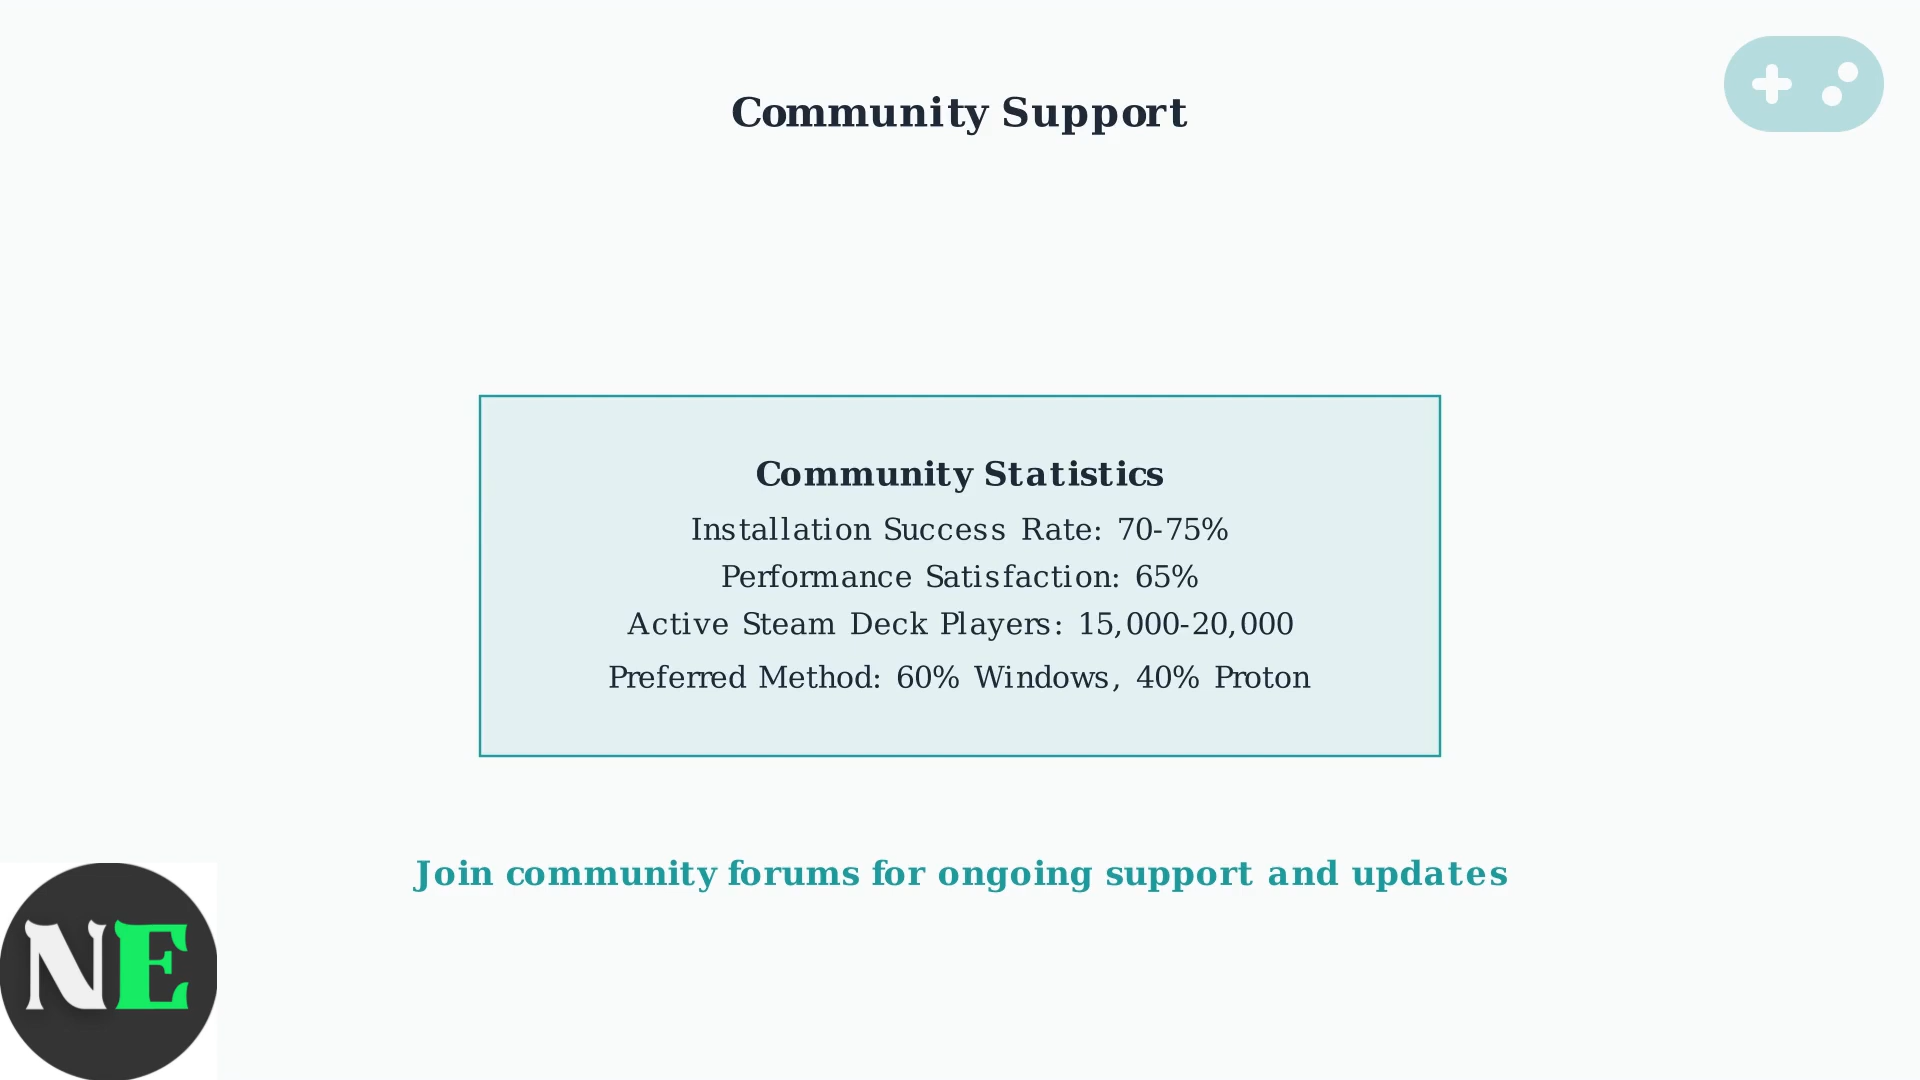 Community Support
Community Statistics
Installation Success Rate: 70-75%
Performance Satisfaction: 65%
Active Steam Deck Players: 15,000-20,000
Preferred Method: 60% Windows, 40% Proton
Join community forums for ongoing support and updates
NE